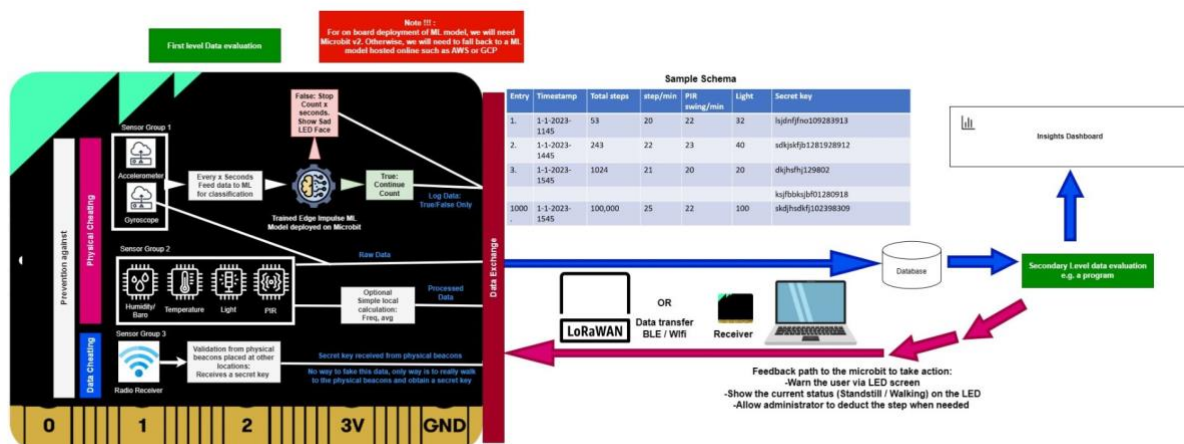 First level Data evaluation
Note !!! :
For on board deployment of ML model, we will need
Microbit v2. Otherwise, we will need to fall back to a ML
model hosted online such as AWS or GCP
Prevention against
Physical Cheating
Data Cheating
Sensor Group 1
Accelerometer
Gyroscope
Every x Seconds
Feed data to ML
for classification
False: Stop
Count x
seconds.
Show Sad
LED Face
Trained Edge Impulse ML
Model deployed on Microbit
True:
Continue
Count
Log Data:
True/False Only
Sensor Group 2
Humidity/
Baro
Temperature
Light
PIR
Raw Data
Optional
Simple local
calculation:
Freq, avg
Processed
Data
Sensor Group 3
Radio Receiver
Validation from physical
beacons placed at other
locations:
Receives a secret key
Secret key received from physical beacons
No way to fake this data, only way is to really walk
to the physical beacons and obtain a secret key
0
1
2
3V
GND
Data Exchange
Sample Schema
Entry Timestamp Total steps step/min PIR swing/min Light Secret key
1. 1-1-2023-1145 53 20 22 32 lsjdnfjfno109283913
2. 1-1-2023-1445 243 22 23 40 sdkjskfjb1281928912
3. 1-1-2023-1545 1024 21 20 20 dkjhsfhj129802
ksjfbbksjbf01280918
1000. 1-1-2023-1545 100,000 25 22 100 skdjhsdkfj102398309
LoRaWAN
OR
Data transfer
BLE / Wifi
Receiver
Database
Insights Dashboard
Secondary Level data evaluation
e.g. a program
Feedback path to the microbit to take action:
-Warn the user via LED screen
-Show the current status (Standstill / Walking) on the LED
-Allow administrator to deduct the step when needed